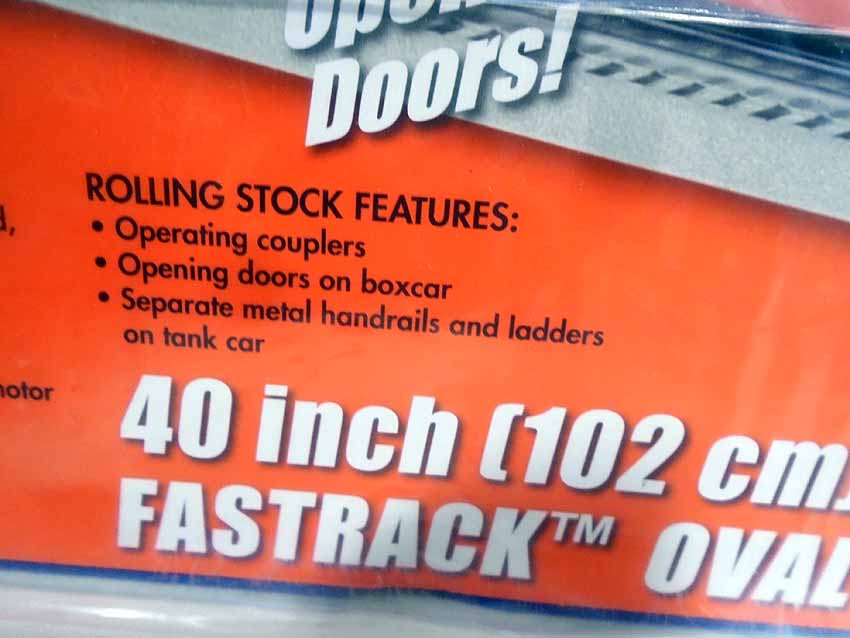 Doors!
ROLLING STOCK FEATURES:
• Operating couplers
• Opening doors on boxcar
• Separate metal handrails and ladders
on tank car
40 inch (102 cm)
FASTRACK™ OVAL